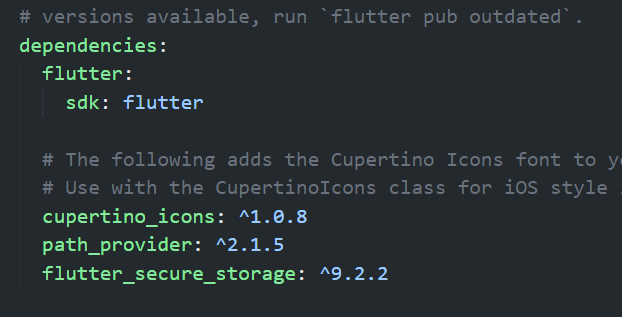 # versions available, run `flutter pub outdated`.
dependencies:
  flutter:
    sdk: flutter

  # The following adds the Cupertino Icons font to
  # Use with the CupertinoIcons class for iOS style
  cupertino_icons: ^1.0.8
  path_provider: ^2.1.5
  flutter_secure_storage: ^9.2.2